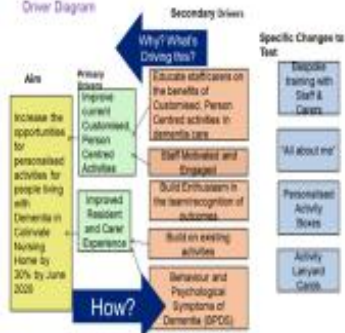 Driver Diagram
Secondary Drivers
Why? What's
Driving this?
Specific Changes to
Test
Aim
Primary
Drivers
Increase the
opportunities
for
personalised
activities for
people living
with
Dementia in
Nursing
Home by
30% by June
2020
Improve
current
Customised,
Person
Centred
Activities
Improved
Resident
and Carer
Experience
Educate staff/carers on
the benefits of
Customised, Person
Centred activities in
dementia care
Staff Motivated and
Engaged
Build Enthusiasm in
the team/recognition of
outcomes
Build on existing
activities
Behaviour and
Psychological
Symptoms of
Dementia (BPDS)
Bespoke
training with
Staff &
Carers
"All about me"
Personalised
Activity
Boxes
Activity
Lanyard
Cards
How?